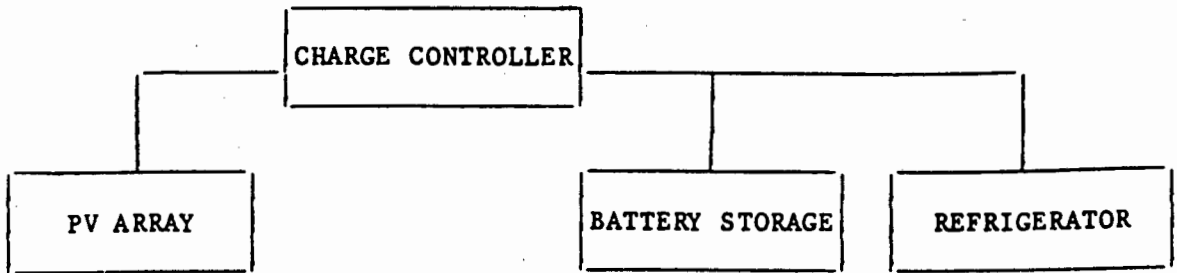 CHARGE CONTROLLER
PV ARRAY
BATTERY STORAGE
REFRIGERATOR